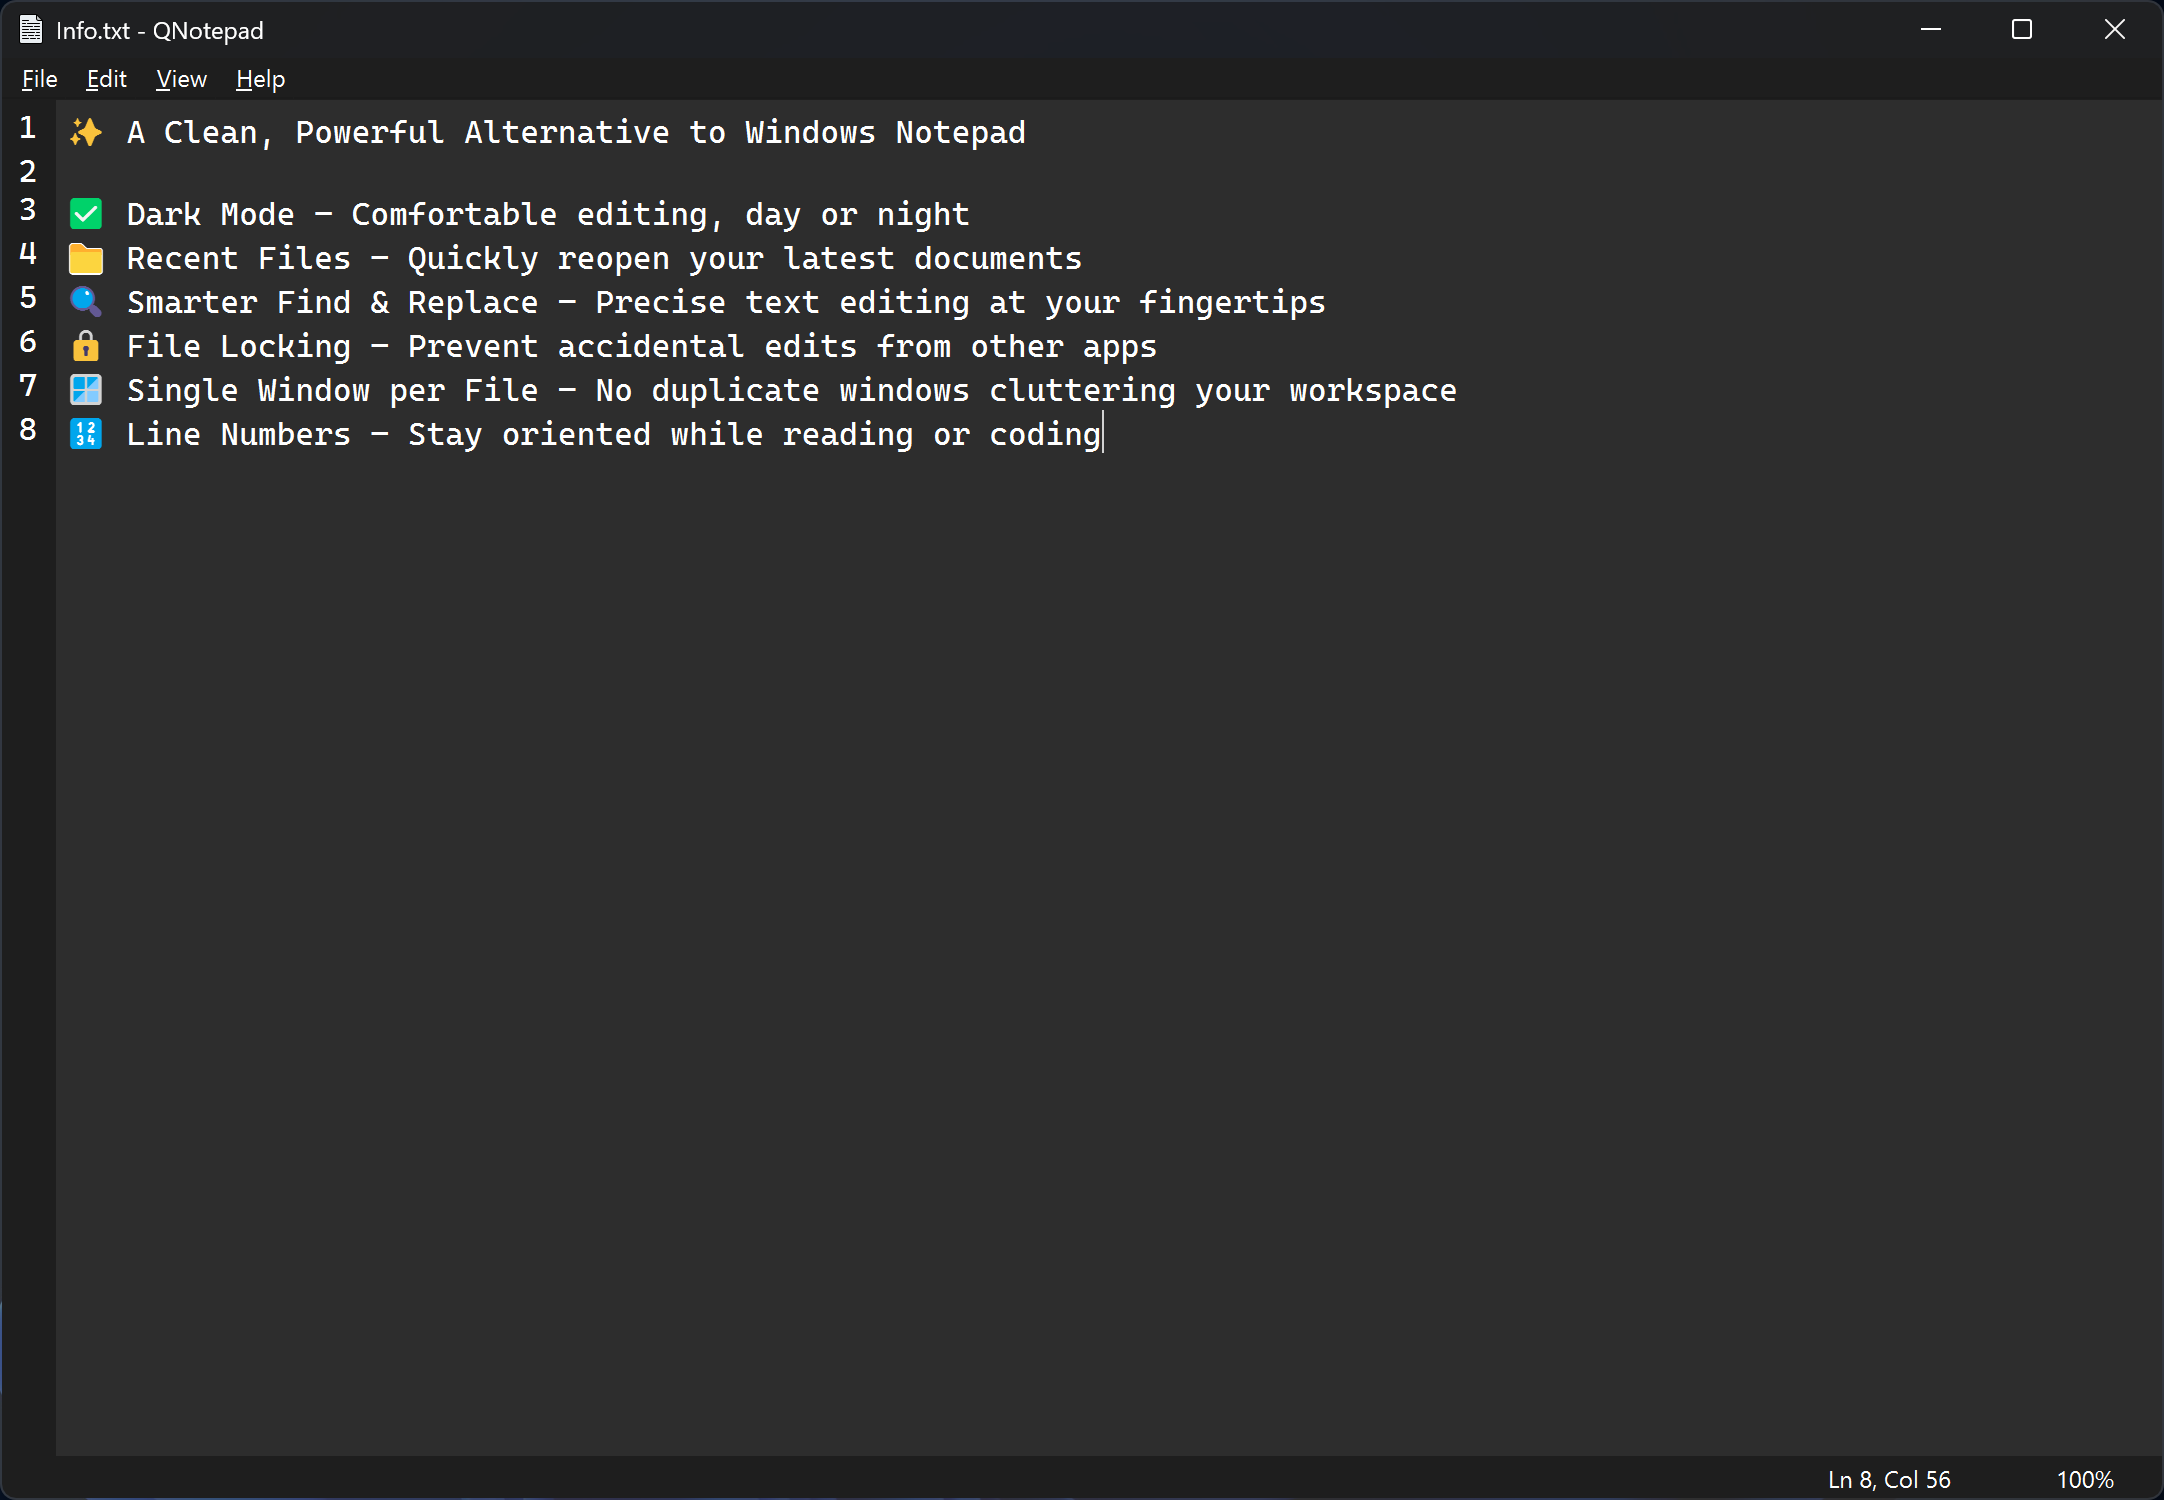 Info.txt - QNotepad
File Edit View Help
1 ✨ A Clean, Powerful Alternative to Windows Notepad
2
3 ✅ Dark Mode – Comfortable editing, day or night
4 📁 Recent Files – Quickly reopen your latest documents
5 🔍 Smarter Find & Replace – Precise text editing at your fingertips
6 🔒 File Locking – Prevent accidental edits from other apps
7 🪟 Single Window per File – No duplicate windows cluttering your workspace
8 🔢 Line Numbers – Stay oriented while reading or coding
Ln 8, Col 56 100%